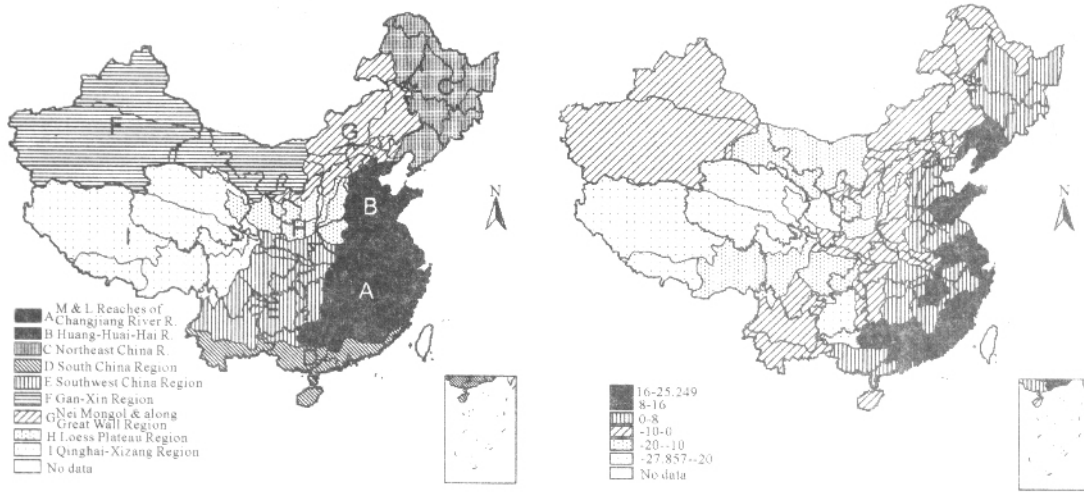 F
C
G
N
B
H
I
A
E
D
N
A M & L Reaches of
Changjiang River R.
B Huang-Huai-Hai R.
C Northeast China R.
D South China Region
E Southwest China Region
F Gan-Xin Region
G Nei Mongol & along
Great Wall Region
H Loess Plateau Region
I Qinghai-Xizang Region
No data
16-25.249
8-16
0-8
-10-0
-20--10
-27.857--20
No data